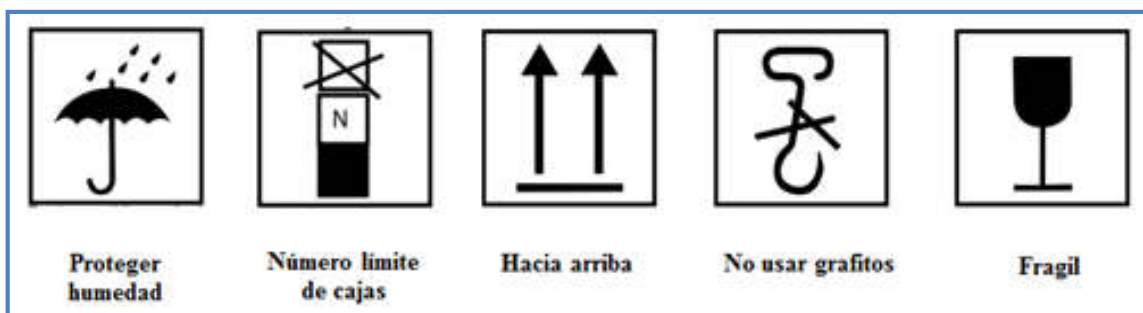 N
Proteger
humedad
Número límite
de cajas
Hacia arriba
No usar grafitos
Fragil